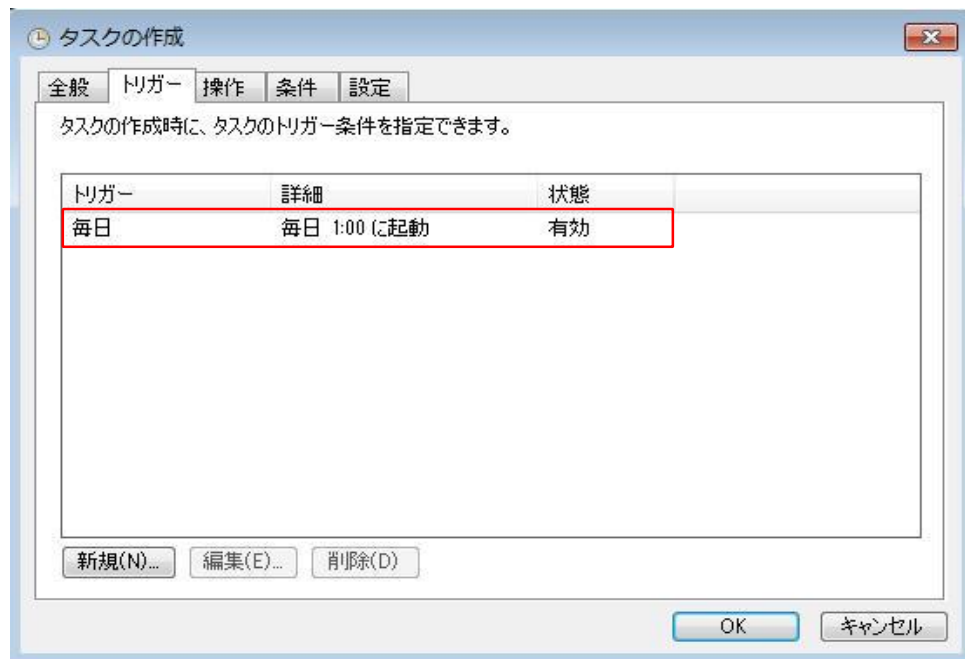 タスクの作成
全般 トリガー 操作 条件 設定
タスクの作成時に、タスクのトリガー条件を指定できます。
トリガー 詳細 状態
毎日 毎日 1:00 に起動 有効
新規(N)... 編集(E)... 削除(D)
OK キャンセル